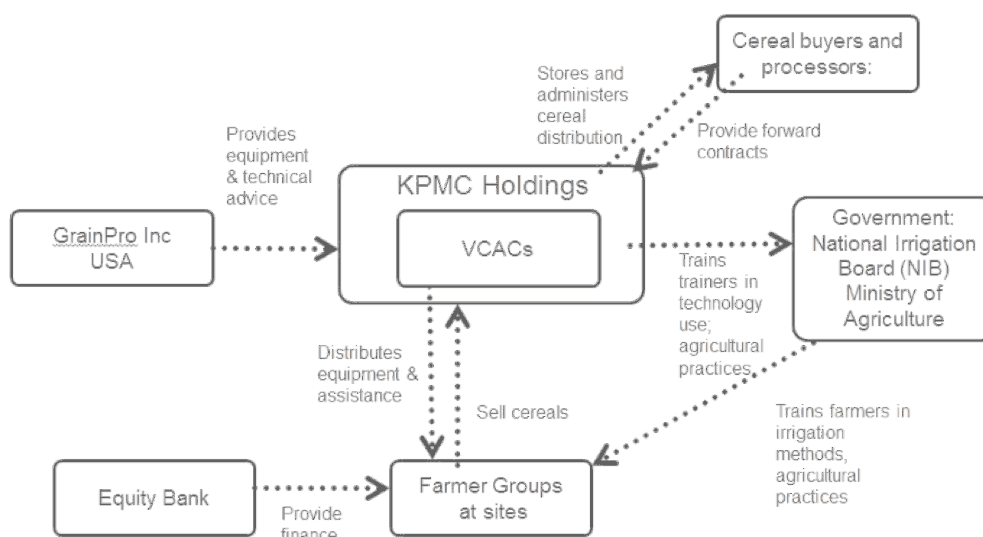 Cereal buyers and
processors:
Stores and
administers
cereal
distribution
Provide forward
contracts
Provides
equipment
& technical
advice
KPMC Holdings
VCACs
GrainPro Inc
USA
Government:
National Irrigation
Board (NIB)
Ministry of
Agriculture
Trains
trainers in
technology
use;
agricultural
practices
Distributes
equipment &
assistance
Sell cereals
Trains farmers in
irrigation
methods,
agricultural
practices
Equity Bank
Provide
finance
Farmer Groups
at sites